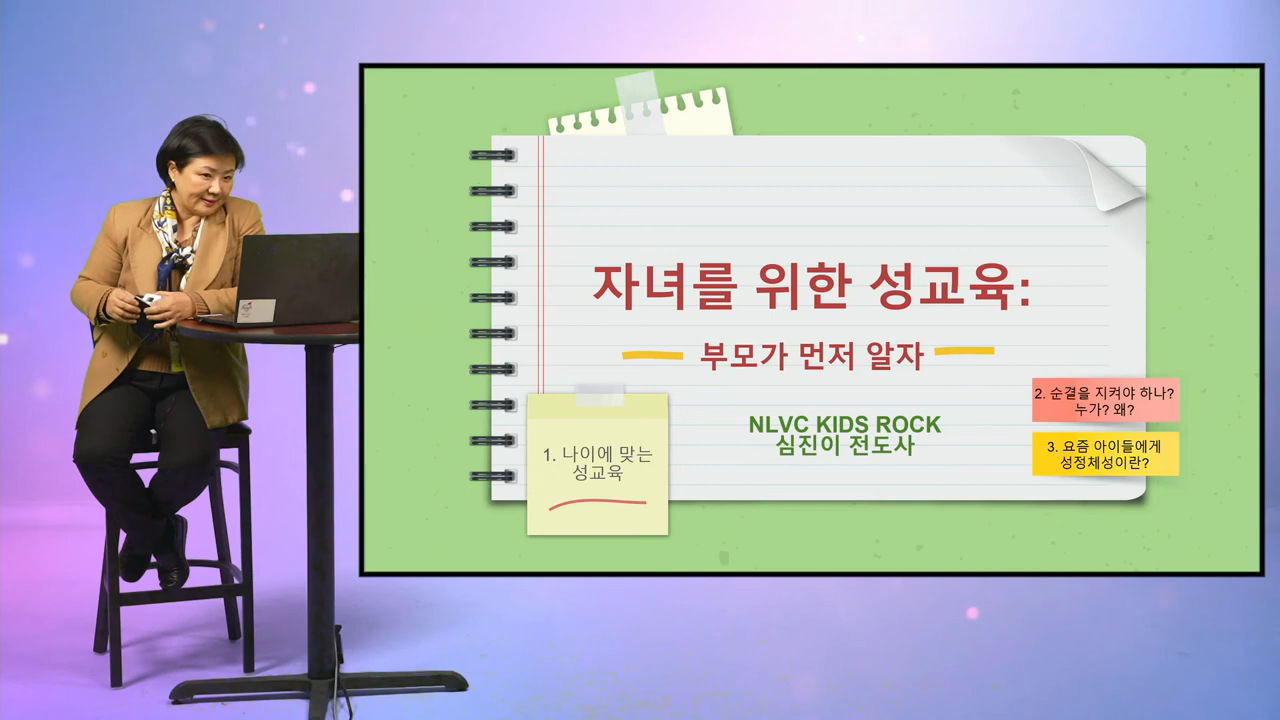 자녀를 위한 성교육:
부모가 먼저 알자
NLVC KIDS ROCK
심진이 전도사
1. 나이에 맞는
성교육
2. 순결을 지켜야 하나?
누가? 왜?
3. 요즘 아이들에게
성정체성이란?